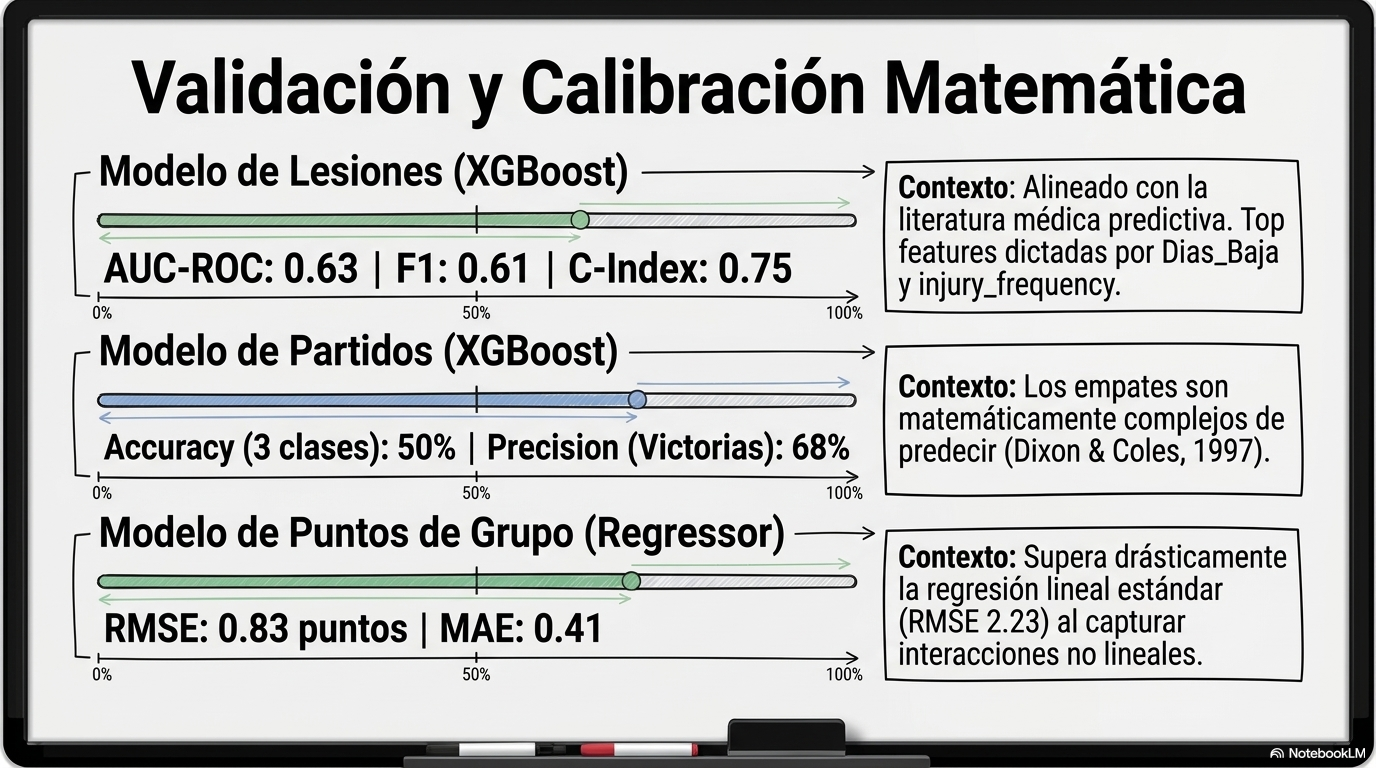 Validación y Calibración Matemática
Modelo de Lesiones (XGBoost)
AUC-ROC: 0.63 | F1: 0.61 | C-Index: 0.75
0% 50% 100%
Contexto: Alineado con la
literatura médica predictiva. Top
features dictadas por Dias_Baja
y injury_frequency.
Modelo de Partidos (XGBoost)
Accuracy (3 clases): 50% | Precision (Victorias): 68%
0% 50% 100%
Contexto: Los empates son
matemáticamente complejos de
predecir (Dixon & Coles, 1997).
Modelo de Puntos de Grupo (Regressor)
RMSE: 0.83 puntos | MAE: 0.41
0% 50% 100%
Contexto: Supera drásticamente
la regresión lineal estándar
(RMSE 2.23) al capturar
interacciones no lineales.
NotebookLM